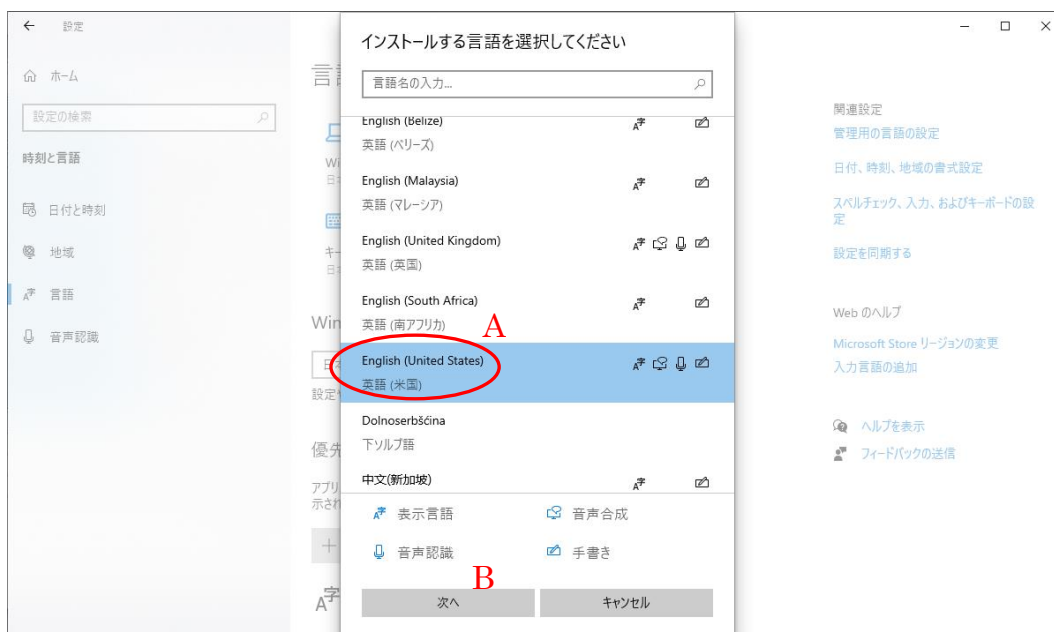 設定
ホーム
設定の検索
時刻と言語
日付と時刻
地域
言語
音声認識
インストールする言語を選択してください
言語名の入力...
English (Belize)
英語 (ベリーズ)
English (Malaysia)
英語 (マレーシア)
English (United Kingdom)
英語 (英国)
English (South Africa)
英語 (南アフリカ)
A
English (United States)
英語 (米国)
Dolnoserbšćina
下ソルブ語
中文(新加坡)
表示言語
音声合成
音声認識
手書き
B
次へ
キャンセル
Win
優先
アプリ
示され
関連設定
管理用の言語の設定
日付、時刻、地域の書式設定
スペルチェック、入力、およびキーボードの設
定
設定を同期する
Web のヘルプ
Microsoft Store リージョンの変更
入力言語の追加
ヘルプを表示
フィードバックの送信